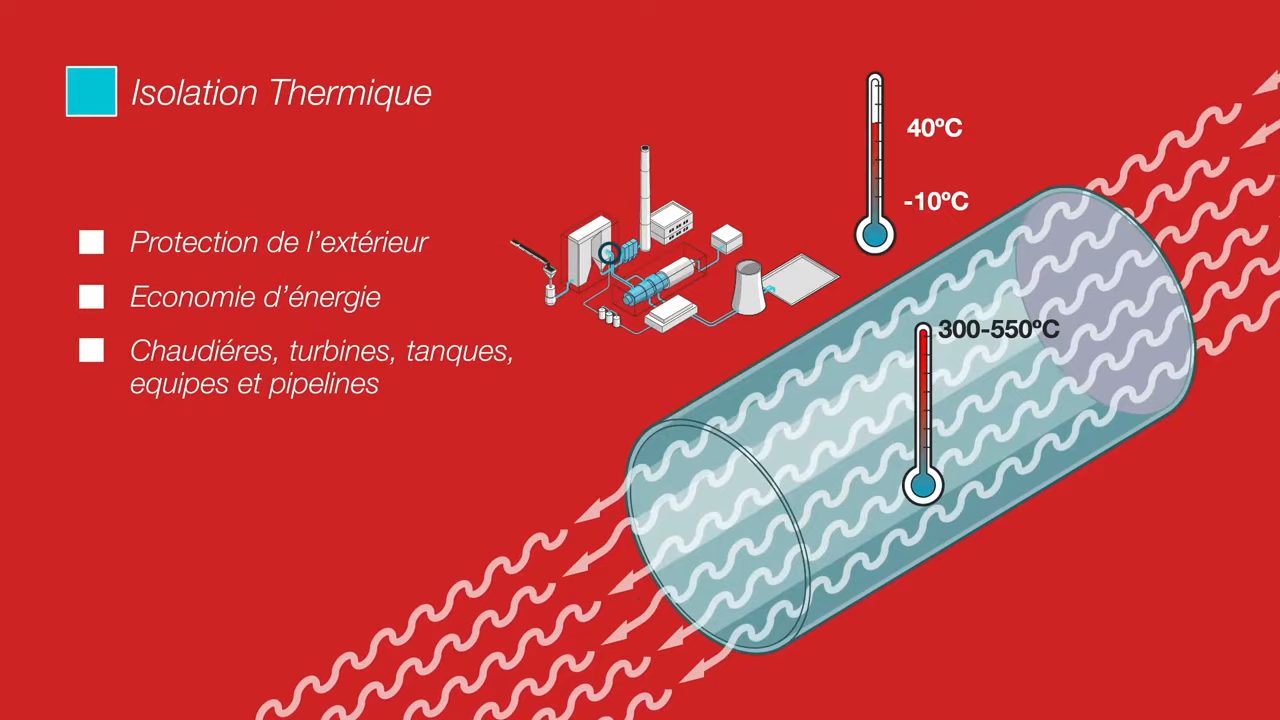 Isolation Thermique
Protection de l'extérieur
Economie d'énergie
Chaudiéres, turbines, tanques,
equipes et pipelines
40ºC
-10ºC
300-550ºC